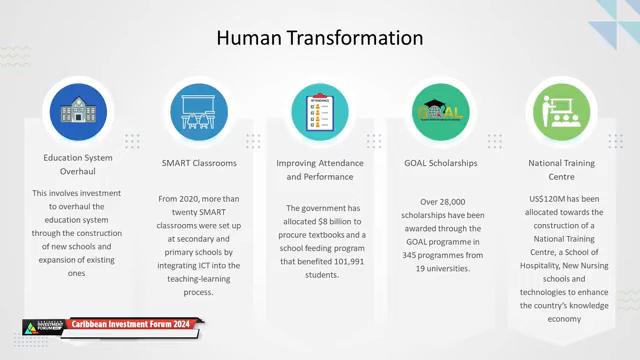 Human Transformation
Education System
Overhaul
This involves investment
to overhaul the
education system
through the construction
of new schools and
expansion of existing
ones
SMART Classrooms
From 2020, more than
twenty SMART
classrooms were set up
at secondary and
primary schools by
integrating ICT into the
teaching-learning
process.
ATTENDANCE
Improving Attendance
and Performance
The government has
allocated $8 billion to
procure textbooks and a
school feeding program
that benefited 101,991
students.
GOAL
GOAL Scholarships
Over 28,000
scholarships have been
awarded through the
GOAL programme in
345 programmes from
19 universities.
National Training
Centre
US$120M has been
allocated towards the
construction of a
National Training
Centre, a School of
Hospitality, New Nursing
schools and
technologies to enhance
the country's knowledge
economy
CARIBBEAN
INVESTMENT
FORUM
Caribbean Investment Forum 2024